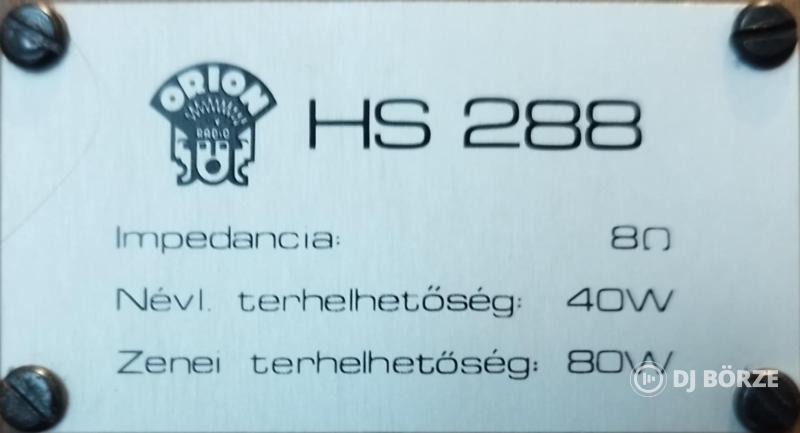 ORION
RADIO
HS 288
Impedancia: 8Ω
Névl. terhelhetőség: 40W
Zenei terhelhetőség: 80W
DJ BÖRZE